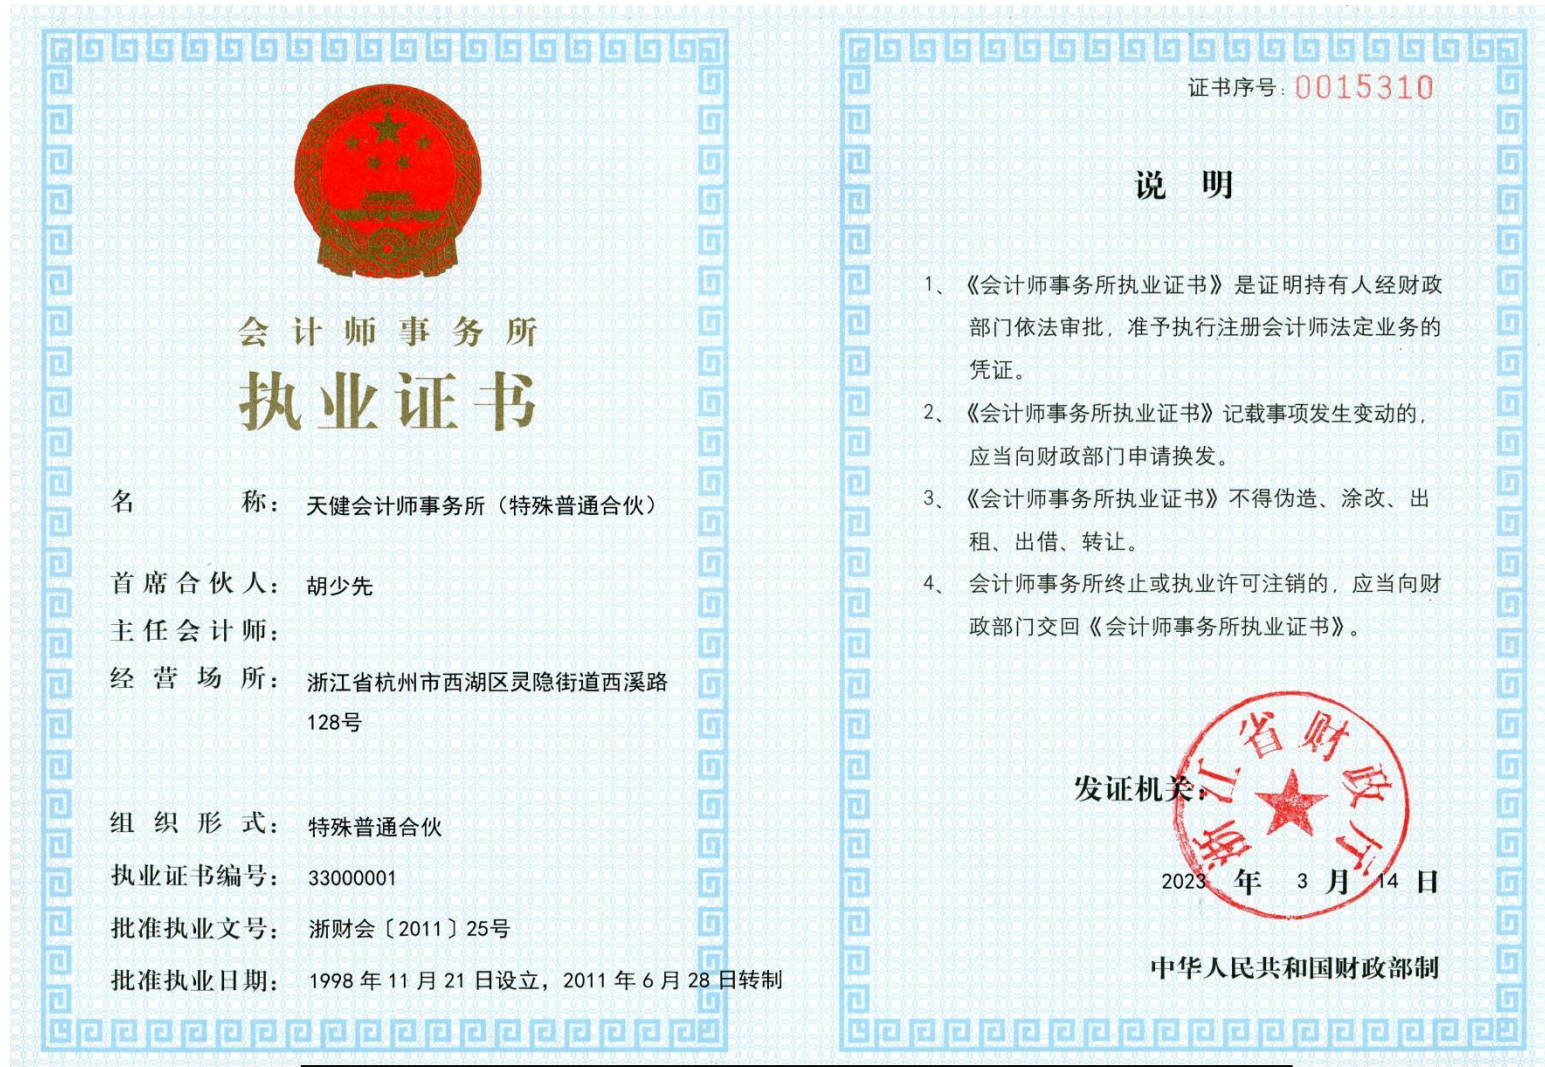 会计师事务所
执业证书
名称：天健会计师事务所（特殊普通合伙）
首席合伙人：胡少先
主任会计师：
经营场所：浙江省杭州市西湖区灵隐街道西溪路
128号
组织形式：特殊普通合伙
执业证书编号：33000001
批准执业文号：浙财会〔2011〕25号
批准执业日期：1998年11月21日设立，2011年6月28日转制
证书序号：0015310
说明
1、《会计师事务所执业证书》是证明持有人经财政
部门依法审批，准予执行注册会计师法定业务的
凭证。
2、《会计师事务所执业证书》记载事项发生变动的，
应当向财政部门申请换发。
3、《会计师事务所执业证书》不得伪造、涂改、出
租、出借、转让。
4、会计师事务所终止或执业许可注销的，应当向财
政部门交回《会计师事务所执业证书》。
发证机关：
浙江省财政厅
2023年3月14日
中华人民共和国财政部制